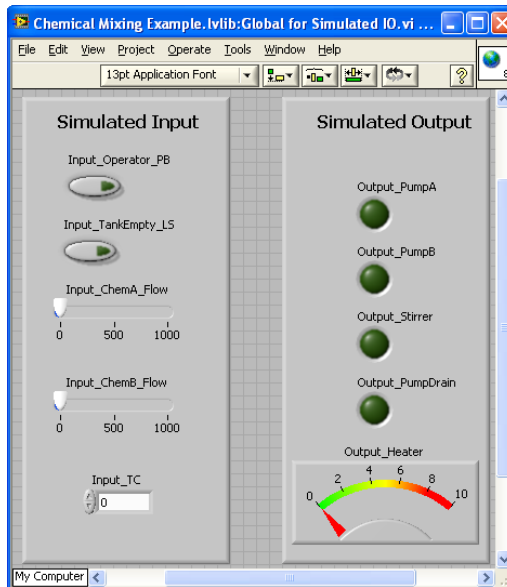 Chemical Mixing Example.lvlib:Global for Simulated IO.vi ...
File Edit View Project Operate Tools Window Help
13pt Application Font
?
Simulated Input
Input_Operator_PB
Input_TankEmpty_LS
Input_ChemA_Flow
0 500 1000
Input_ChemB_Flow
0 500 1000
Input_TC
0
Simulated Output
Output_PumpA
Output_PumpB
Output_Stirrer
Output_PumpDrain
Output_Heater
0 2 4 6 8 10
My Computer